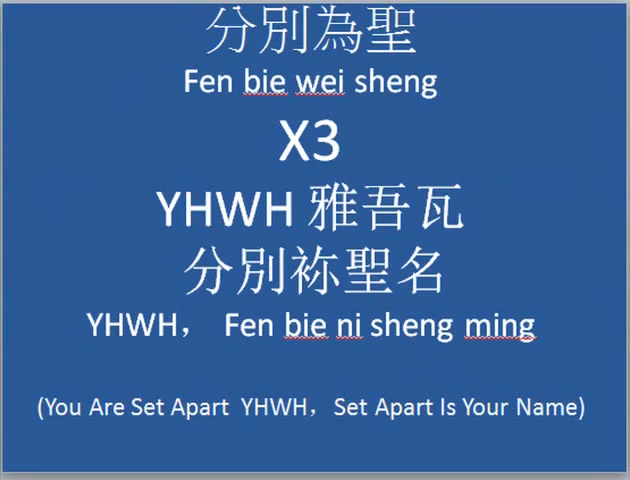 分別為聖
Fen bie wei sheng
X3
YHWH 雅吾瓦
分別袮聖名
YHWH， Fen bie ni sheng ming
(You Are Set Apart YHWH，Set Apart Is Your Name)